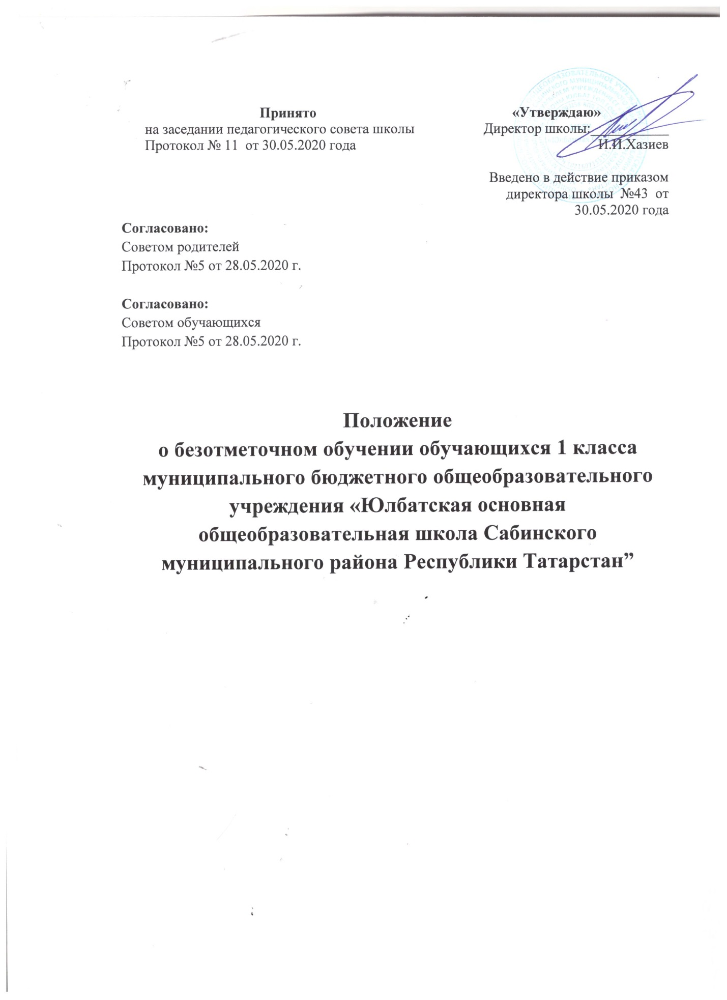 Принято
на заседании педагогического совета школы
Протокол № 11 от 30.05.2020 года
«Утверждаю»
Директор школы:___________
И.И.Хазиев
Введено в действие приказом
директора школы №43 от
30.05.2020 года
Согласовано:
Советом родителей
Протокол №5 от 28.05.2020 г.
Согласовано:
Советом обучающихся
Протокол №5 от 28.05.2020 г.
Положение
о безотметочном обучении обучающихся 1 класса
муниципального бюджетного общеобразовательного
учреждения «Юлбатская основная
общеобразовательная школа Сабинского
муниципального района Республики Татарстан”